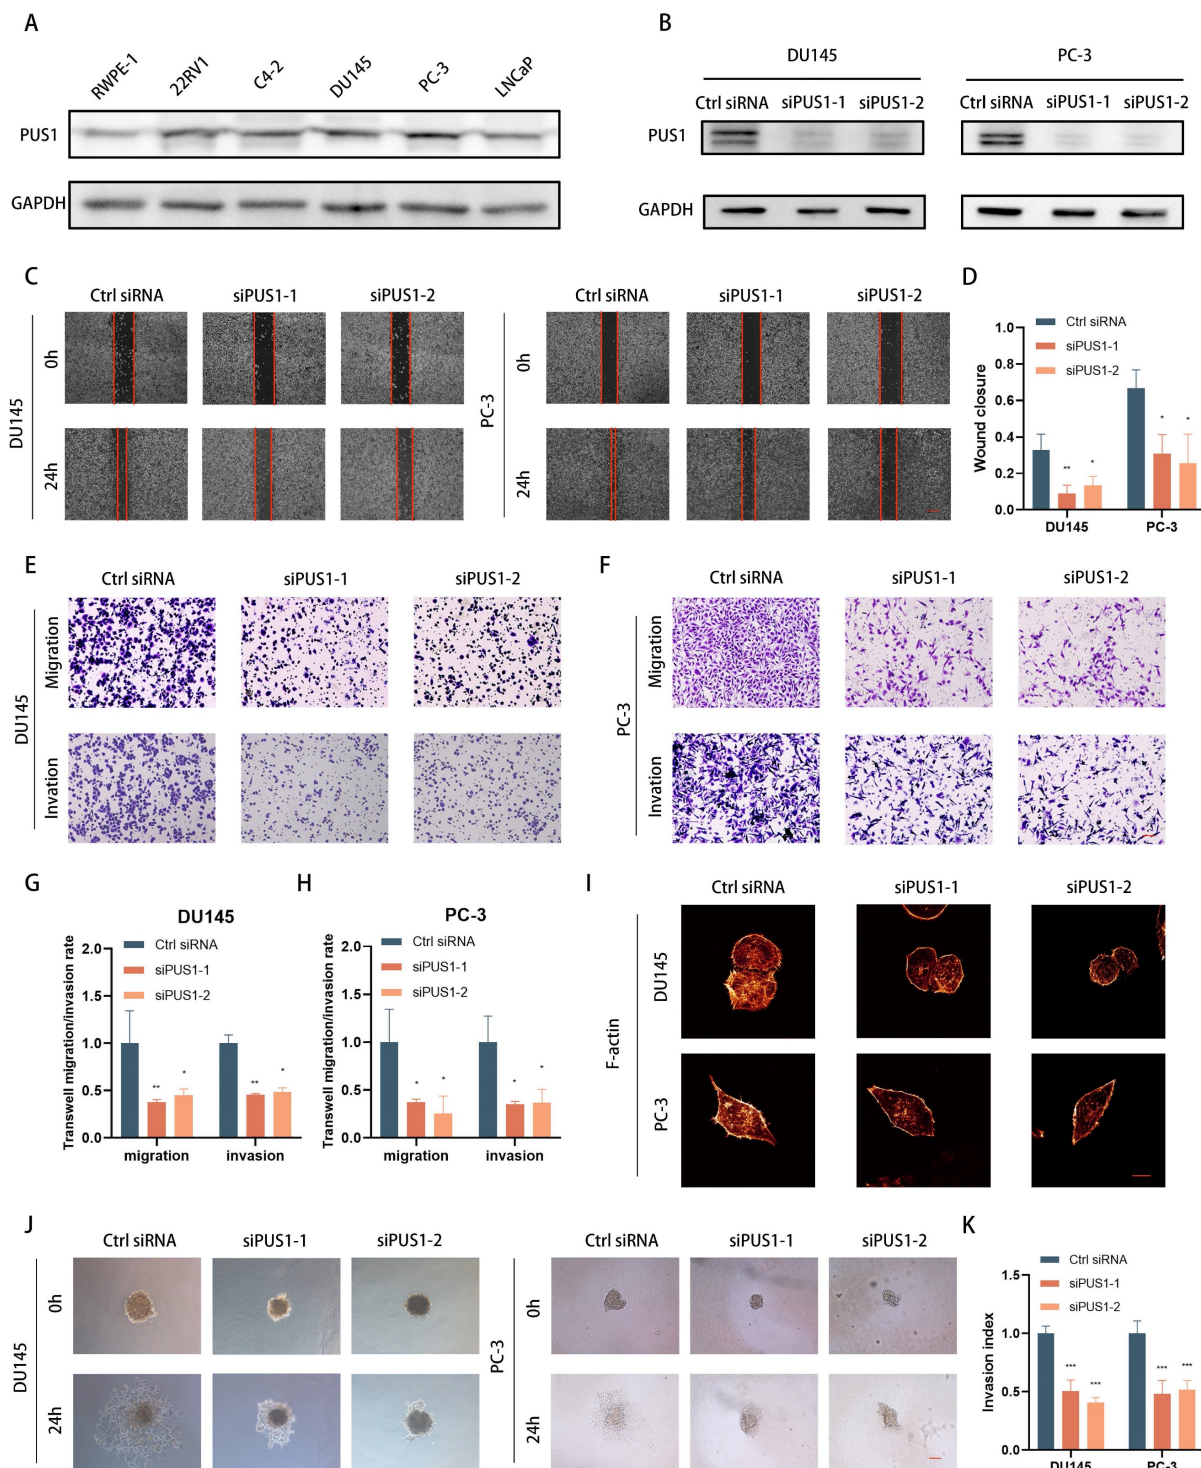 A
RWPE-1 22RV1 C4-2 DU145 PC-3 LNCaP
PUS1
GAPDH
B
DU145 PC-3
Ctrl siRNA siPUS1-1 siPUS1-2 Ctrl siRNA siPUS1-1 siPUS1-2
PUS1
GAPDH
C
Ctrl siRNA siPUS1-1 siPUS1-2 Ctrl siRNA siPUS1-1 siPUS1-2
DU145
0h
24h
PC-3
0h
24h
D
Ctrl siRNA
siPUS1-1
siPUS1-2
Wound closure
1.0
0.8
0.6
0.4
0.2
0.0
** * * *
DU145 PC-3
E
Ctrl siRNA siPUS1-1 siPUS1-2
DU145
Migration
Invation
F
Ctrl siRNA siPUS1-1 siPUS1-2
PC-3
Migration
Invation
G
DU145
Ctrl siRNA
siPUS1-1
siPUS1-2
Transwell migration/invasion rate
2.0
1.5
1.0
0.5
0.0
** * ** *
migration invasion
H
PC-3
Ctrl siRNA
siPUS1-1
siPUS1-2
Transwell migration/invasion rate
2.0
1.5
1.0
0.5
0.0
* * * *
migration invasion
I
Ctrl siRNA siPUS1-1 siPUS1-2
F-actin
DU145
PC-3
J
Ctrl siRNA siPUS1-1 siPUS1-2 Ctrl siRNA siPUS1-1 siPUS1-2
DU145
0h
24h
PC-3
0h
24h
K
Ctrl siRNA
siPUS1-1
siPUS1-2
Invasion index
1.5
1.0
0.5
0.0
*** *** *** ***
DU145 PC-3